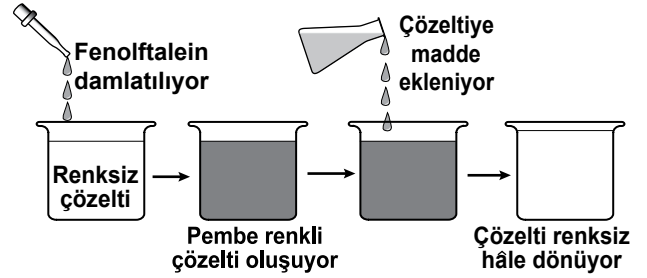 Fenolftalein
damlatılıyor
Çözeltiye
madde
ekleniyor
Renksiz
çözelti
Pembe renkli
çözelti oluşuyor
Çözelti renksiz
hâle dönüyor